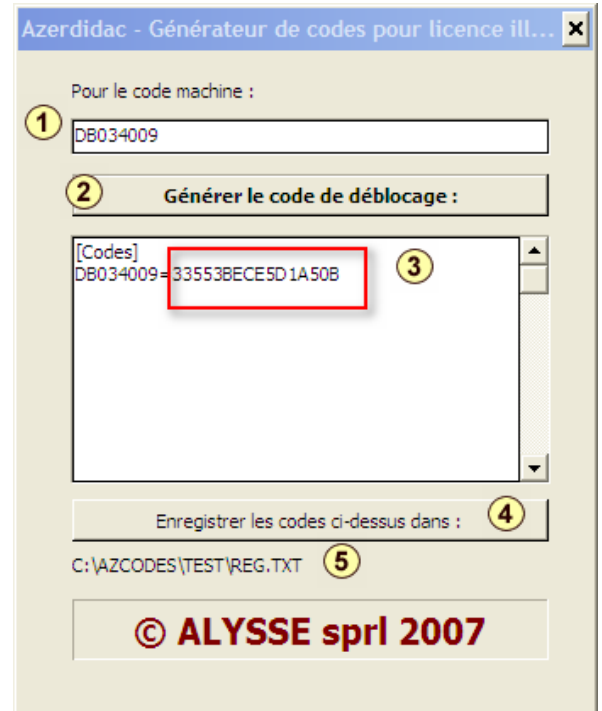 Azerdidac - Générateur de codes pour licence ill...
Pour le code machine :
1
DB034009
2 Générer le code de déblocage :
[Codes]
DB034009=33553BECE5D1A50B 3
Enregistrer les codes ci-dessus dans : 4
C:\AZCODES\TEST\REG.TXT 5
© ALYSSE sprl 2007